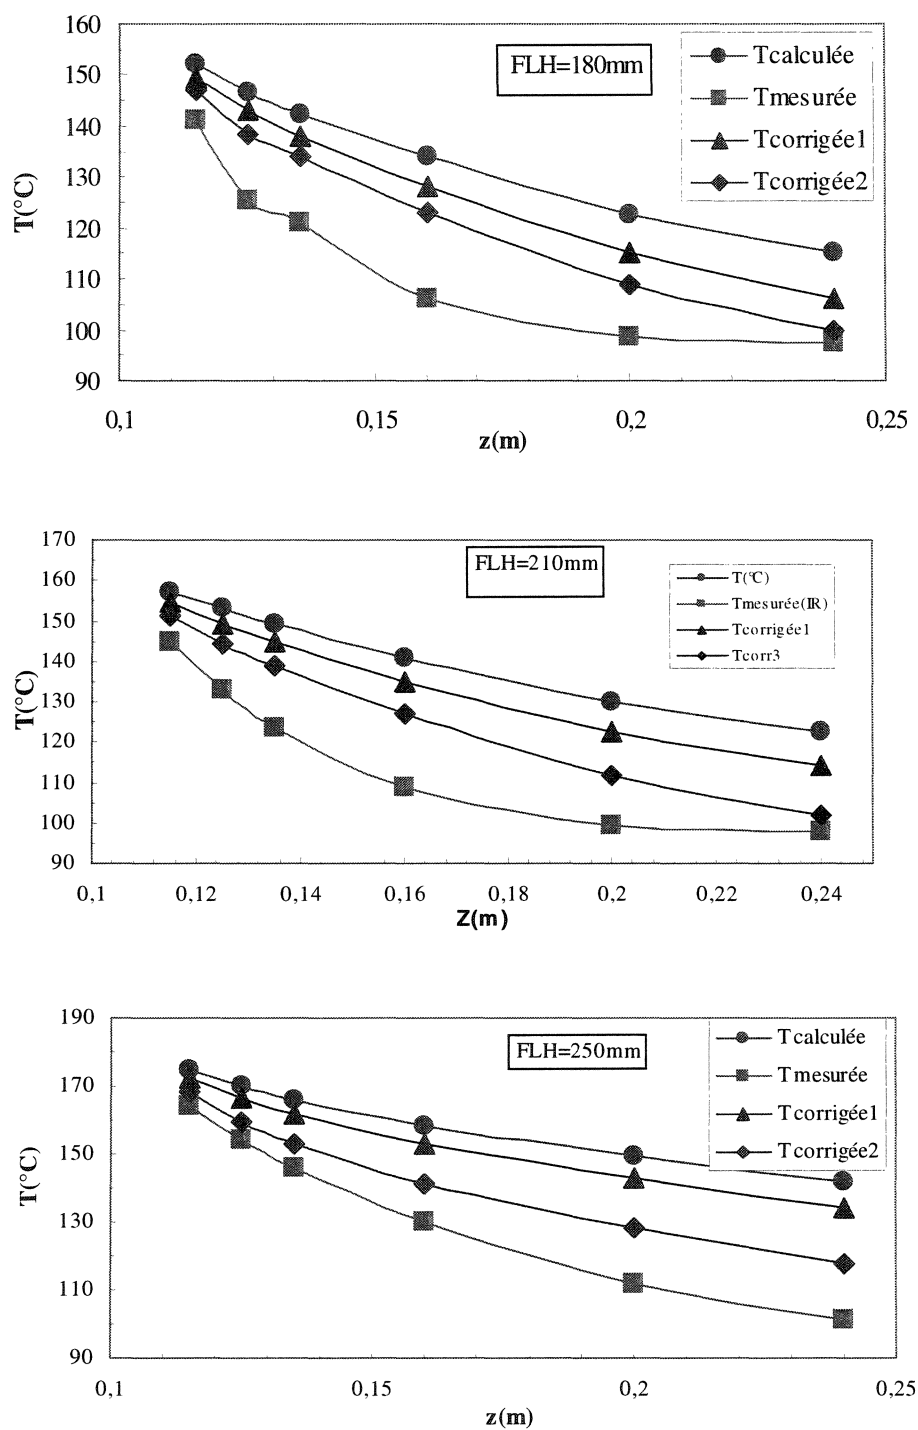 160
150
140
130
120
110
100
90
T(°C)
FLH=180mm
Tcalculée
Tmesurée
Tcorrigée1
Tcorrigée2
0,1
0,15
0,2
0,25
z(m)
170
160
150
140
130
120
110
100
90
T(°C)
FLH=210mm
T(°C)
Tmesurée(IR)
Tcorrigée1
Tcorr3
0,1
0,12
0,14
0,16
0,18
0,2
0,22
0,24
Z(m)
190
170
150
130
110
90
T(°C)
FLH=250mm
Tcalculée
Tmesurée
Tcorrigée1
Tcorrigée2
0,1
0,15
0,2
0,25
z(m)